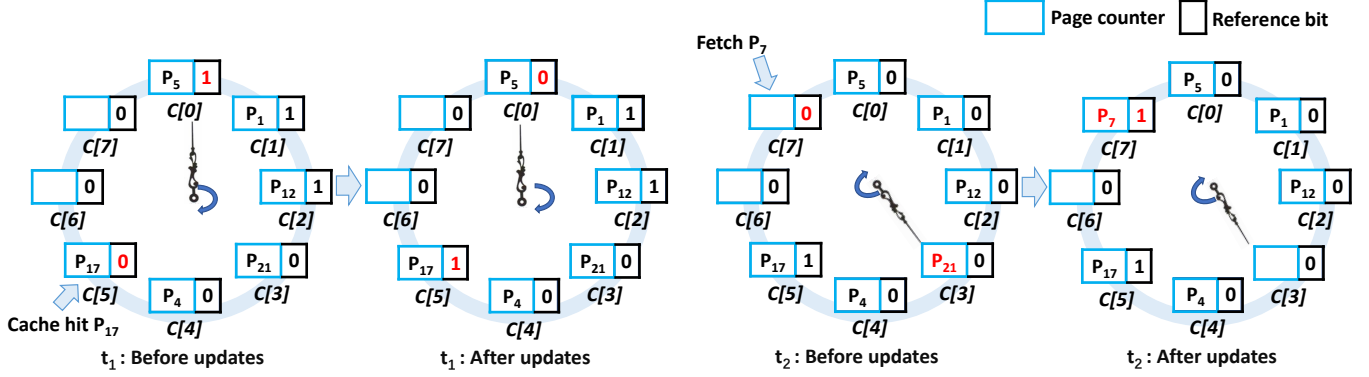 Page counter Reference bit
Fetch P7
P5 1
C[0]
0
C[7]
P1 1
C[1]
0
C[6]
P12 1
C[2]
P17 0
C[5]
P21 0
C[3]
P4 0
C[4]
Cache hit P17
t1 : Before updates
P5 0
C[0]
0
C[7]
P1 1
C[1]
0
C[6]
P12 1
C[2]
P17 1
C[5]
P21 0
C[3]
P4 0
C[4]
t1 : After updates
P5 0
C[0]
0
C[7]
P1 0
C[1]
0
C[6]
P12 0
C[2]
P17 1
C[5]
P21 0
C[3]
P4 0
C[4]
t2 : Before updates
P5 0
C[0]
P7 1
C[7]
P1 0
C[1]
0
C[6]
P12 0
C[2]
P17 1
C[5]
0
C[3]
P4 0
C[4]
t2 : After updates